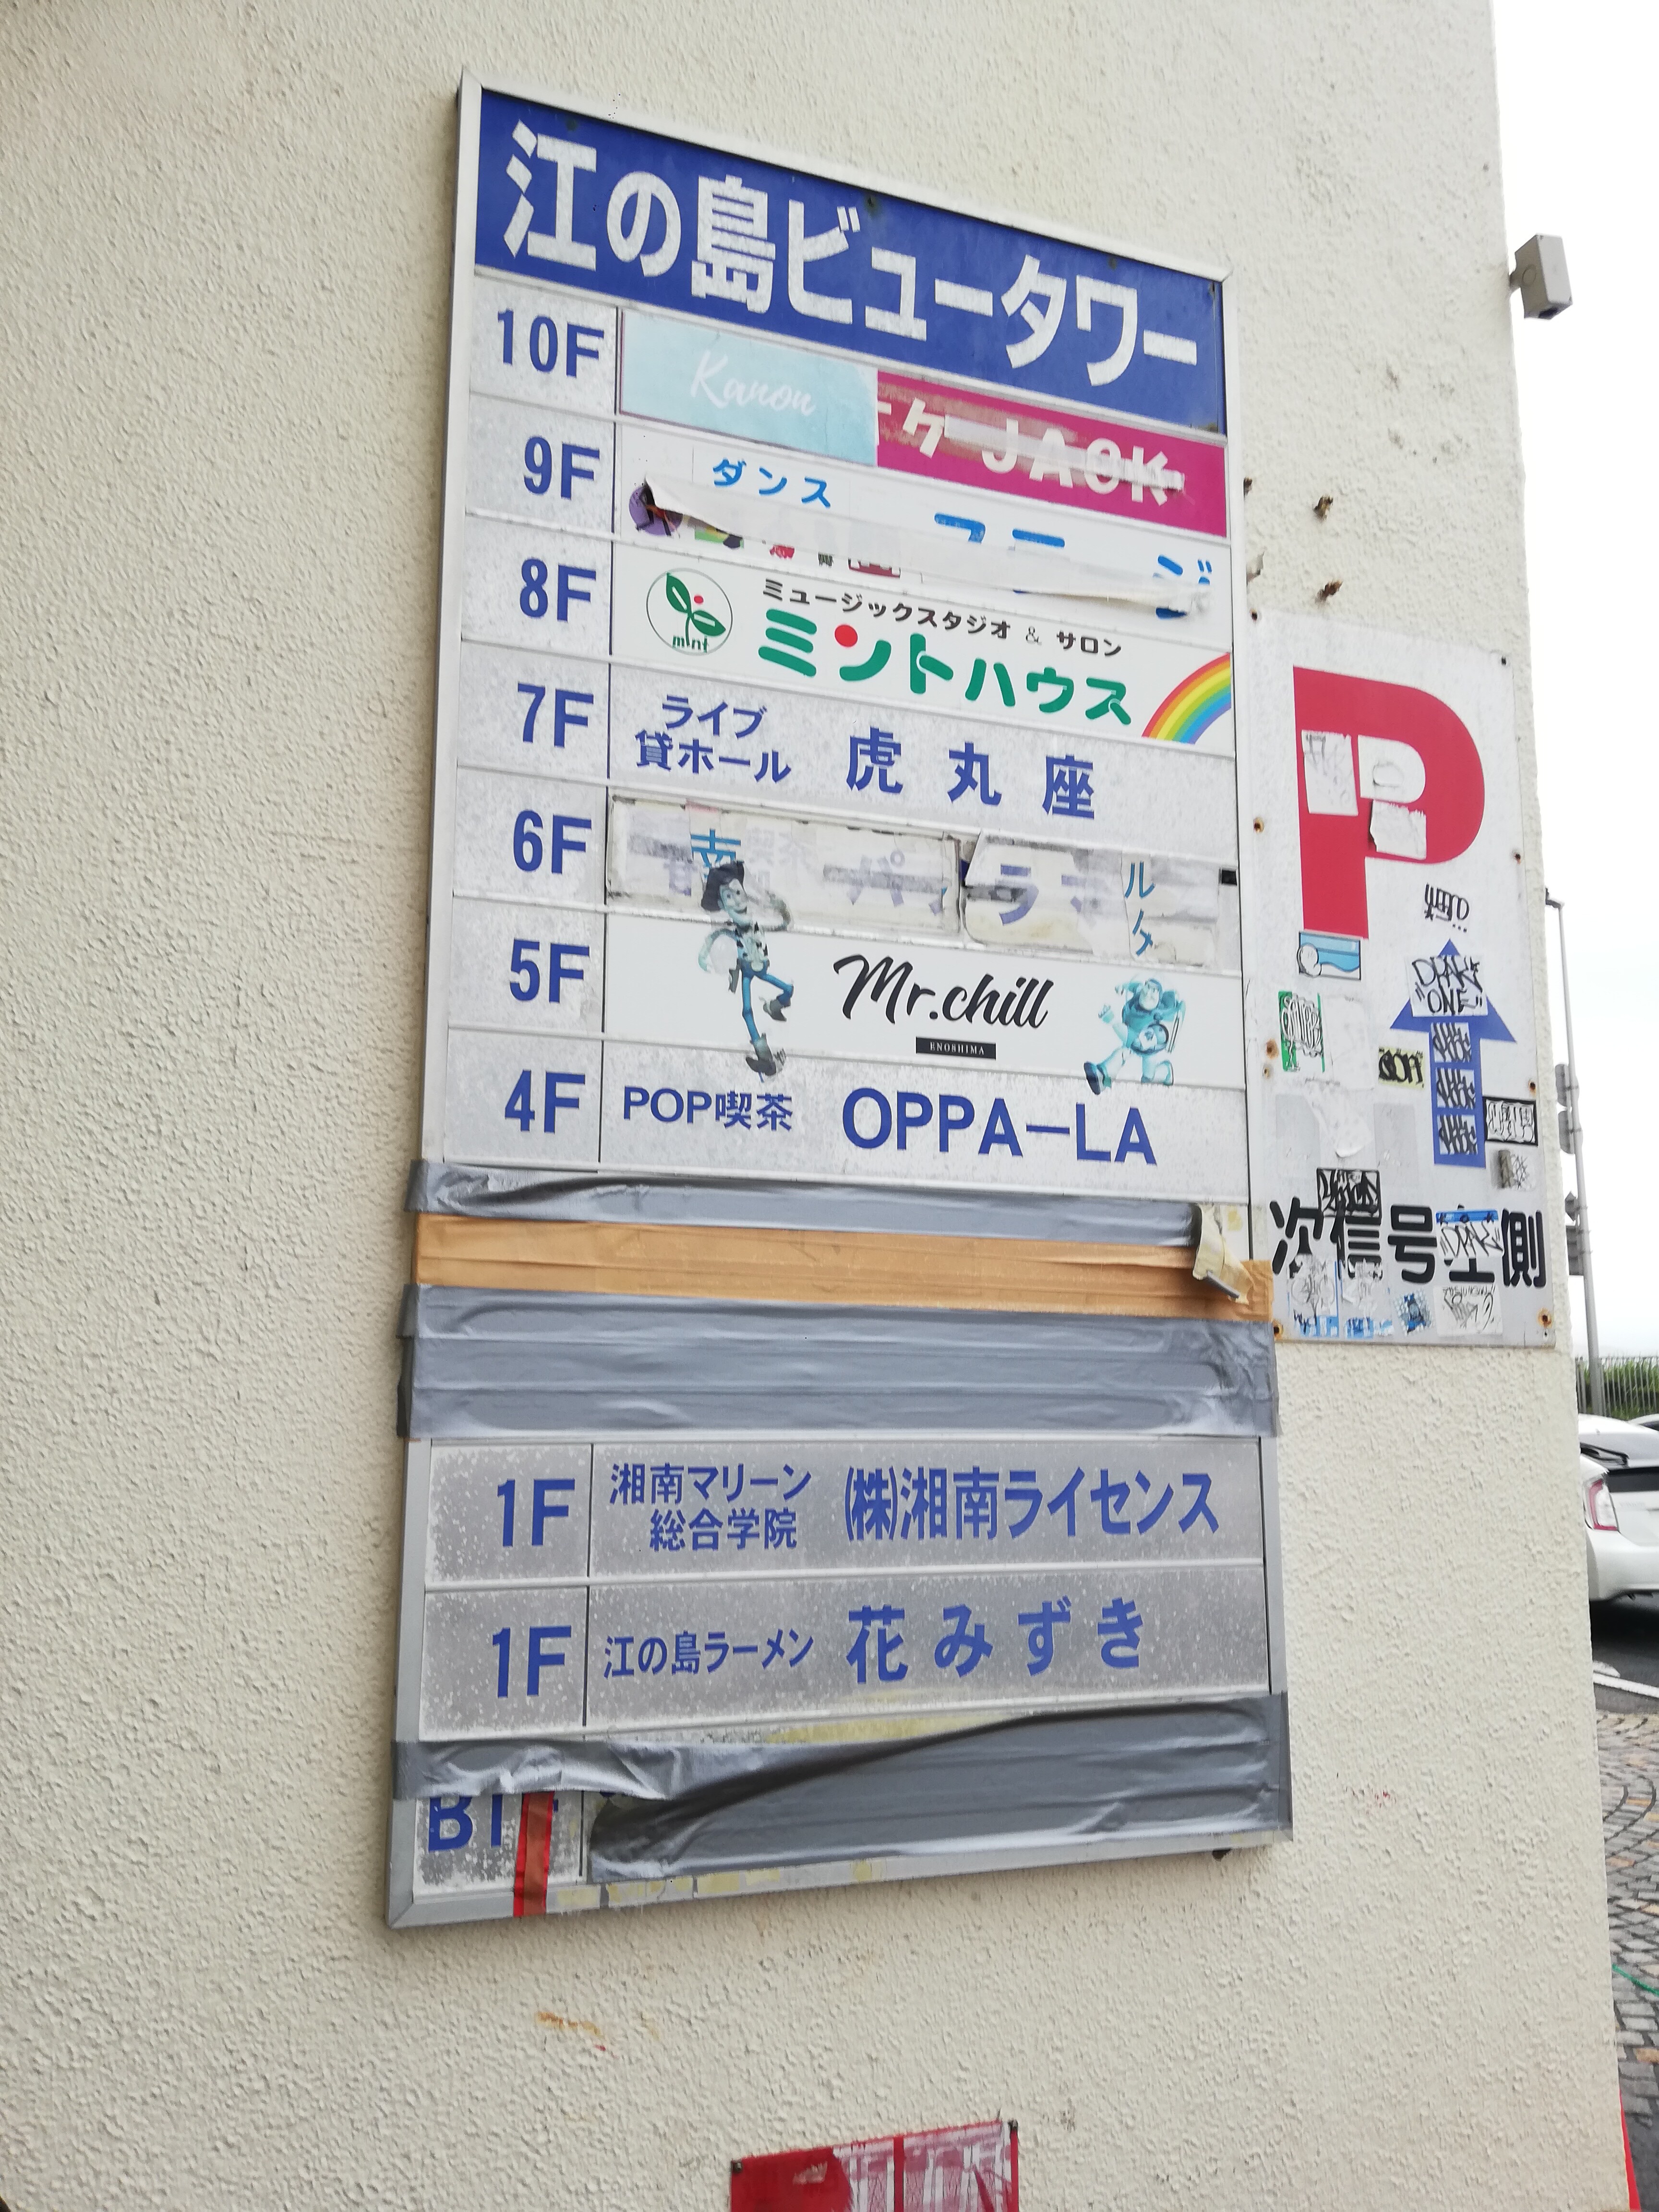 江の島ビュータワー
10F Kanon ーク JACK
9F ダンス
8F mint ミュージックスタジオ & サロン
ミントハウス
7F ライブ
貸ホール 虎丸座
6F
5F Mr.chill
ENOSHIMA
4F POP喫茶 OPPA-LA
1F 湘南マリーン
総合学院 (株)湘南ライセンス
1F 江の島ラーメン 花みずき
B1
P
次信号左側